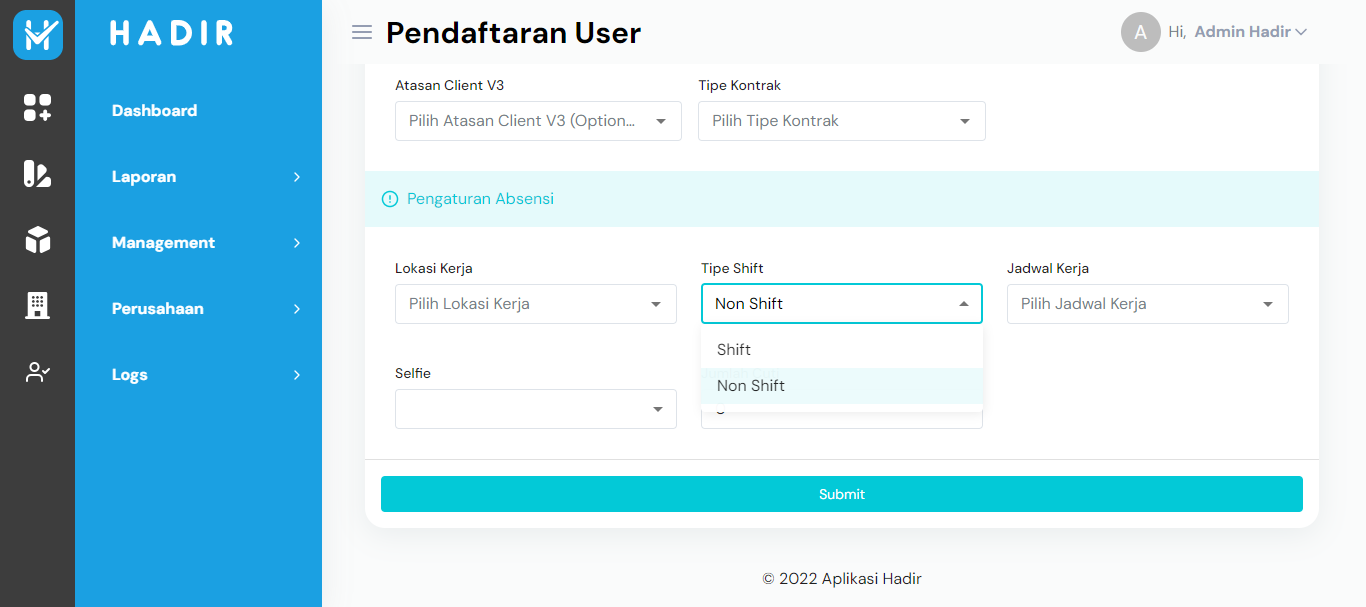 HADIR
Pendaftaran User
A
Hi, Admin Hadir
Dashboard
Laporan
Management
Perusahaan
Logs
Atasan Client V3
Tipe Kontrak
Pilih Atasan Client V3 (Option...
Pilih Tipe Kontrak
Pengaturan Absensi
Lokasi Kerja
Tipe Shift
Jadwal Kerja
Pilih Lokasi Kerja
Non Shift
Pilih Jadwal Kerja
Shift
Non Shift
Selfie
Submit
© 2022 Aplikasi Hadir